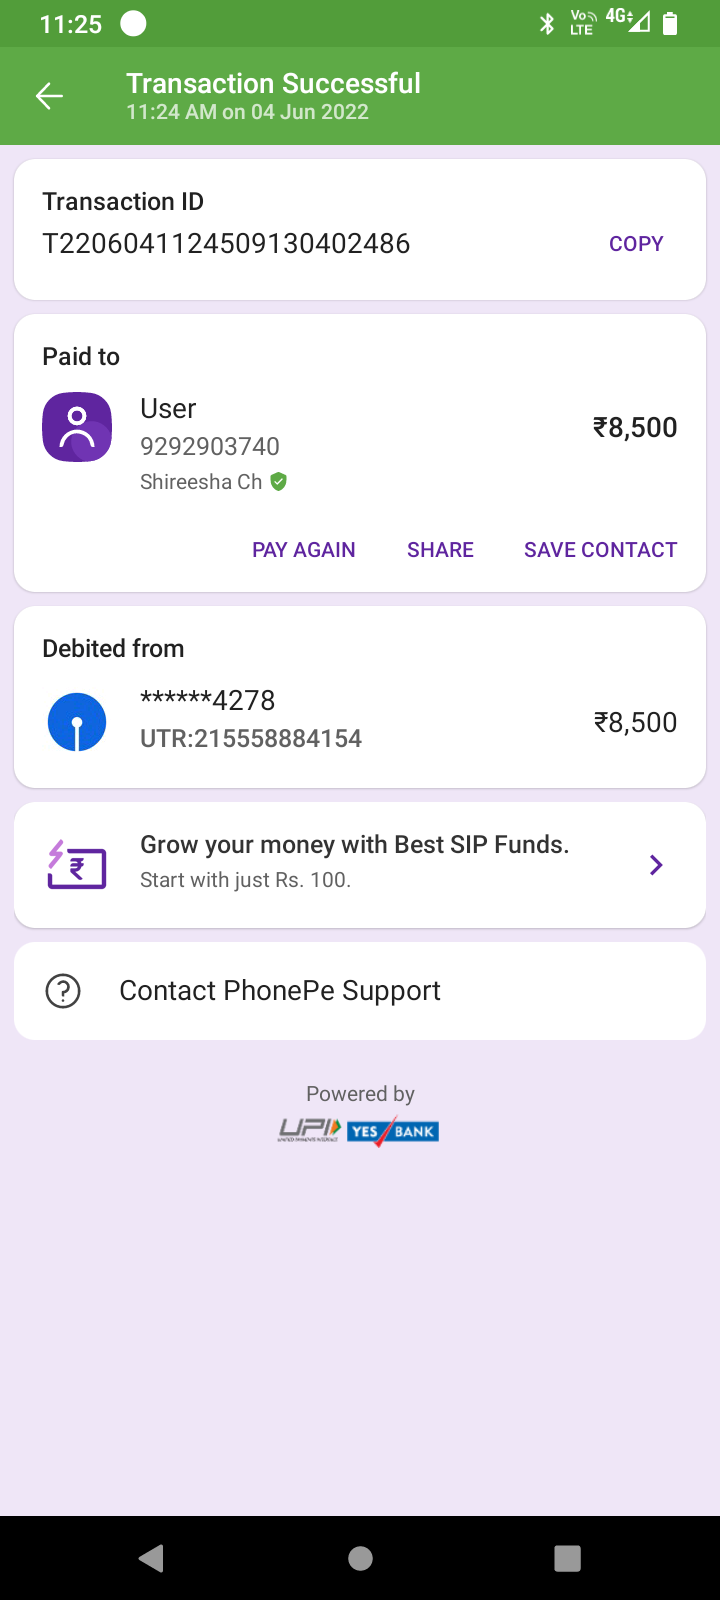 11:25
Vo LTE 4G
Transaction Successful
11:24 AM on 04 Jun 2022
Transaction ID
T2206041124509130402486
COPY
Paid to
User
9292903740
Shireesha Ch
₹8,500
PAY AGAIN
SHARE
SAVE CONTACT
Debited from
******4278
UTR:215558884154
₹8,500
₹
Grow your money with Best SIP Funds.
Start with just Rs. 100.
?
Contact PhonePe Support
Powered by
UPI
UNIFIED PAYMENTS INTERFACE
YES BANK